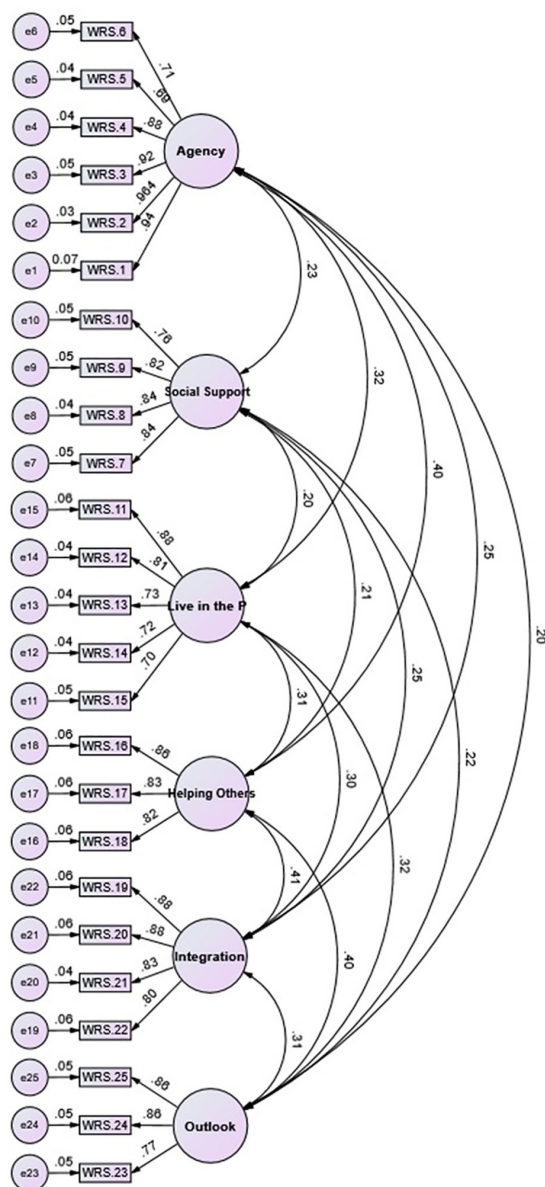 e6 .05 WRS.6 .71
e5 .04 WRS.5 .69
e4 .04 WRS.4 .88
Agency
e3 .05 WRS.3 .92
e2 .03 WRS.2 .964
e1 0.07 WRS.1 .94
.23
e10 .05 WRS.10 .76
e9 .05 WRS.9 .82
.32
Social Support
e8 .04 WRS.8 .84
e7 .05 WRS.7 .84
.40
e15 .06 WRS.11 .88
.20
e14 .04 WRS.12 .81
.25
e13 .04 WRS.13 .73
Live in the P
.21
e12 .04 WRS.14 .72
.20
e11 .05 WRS.15 .70
.25
.31
e18 .06 WRS.16 .86
.22
.30
e17 .06 WRS.17 .83
Helping Others
e16 .06 WRS.18 .82
.32
e22 .06 WRS.19 .88
.41
e21 .06 WRS.20 .88
Integration
.40
e20 .04 WRS.21 .83
e19 .06 WRS.22 .80
.31
e25 .05 WRS.25 .86
e24 .05 WRS.24 .86
Outlook
e23 .05 WRS.23 .77